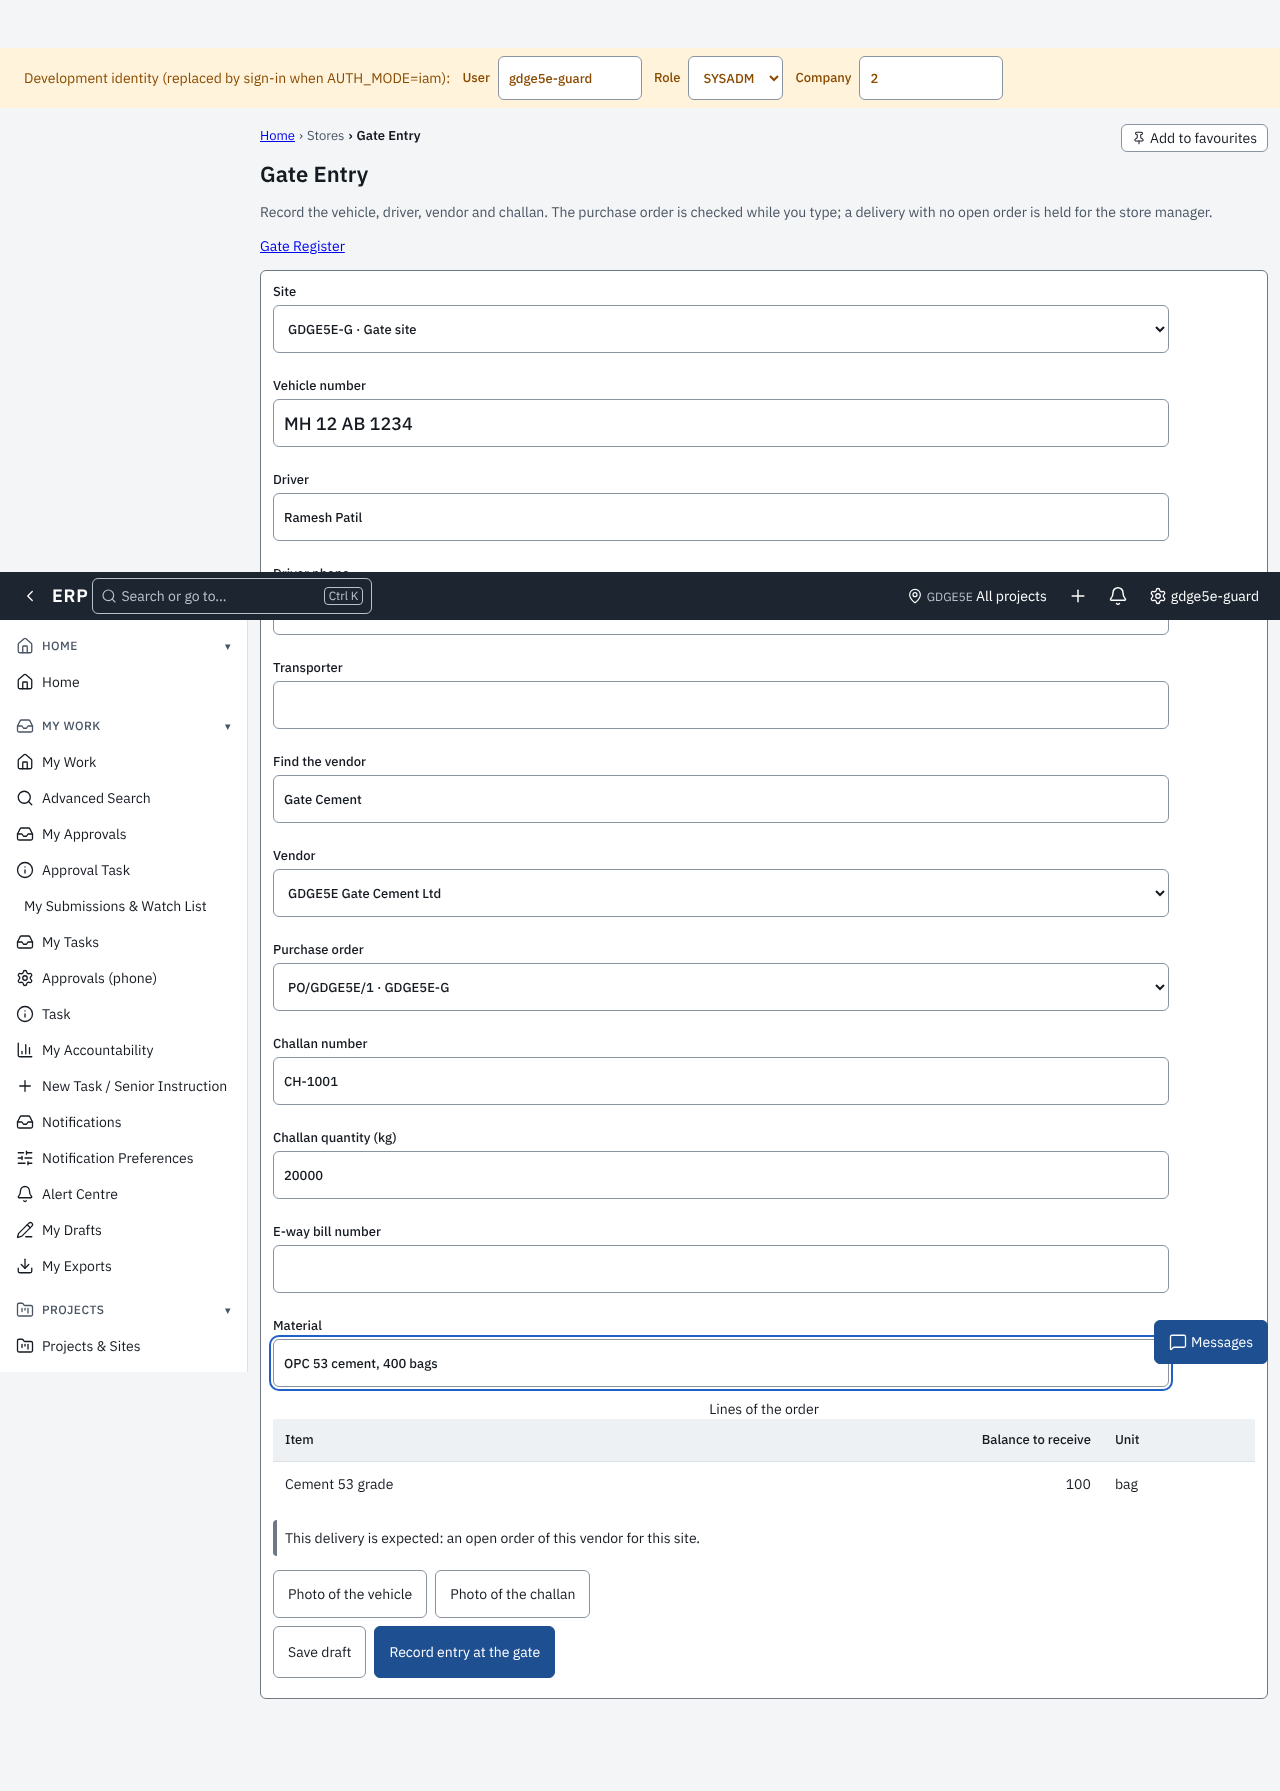 Development identity (replaced by sign-in when AUTH_MODE=iam): User gdge5e-guard Role SYSADM Company 2
Home › Stores › Gate Entry
Add to favourites
Gate Entry
Record the vehicle, driver, vendor and challan. The purchase order is checked while you type; a delivery with no open order is held for the store manager.
Gate Register
Site
GDGE5E-G · Gate site
Vehicle number
MH 12 AB 1234
Driver
Ramesh Patil
ERP Search or go to... Ctrl K GDGE5E All projects gdge5e-guard
HOME
Home
MY WORK
My Work
Advanced Search
My Approvals
Approval Task
My Submissions & Watch List
My Tasks
Approvals (phone)
Task
My Accountability
New Task / Senior Instruction
Notifications
Notification Preferences
Alert Centre
My Drafts
My Exports
PROJECTS
Projects & Sites
Transporter
Find the vendor
Gate Cement
Vendor
GDGE5E Gate Cement Ltd
Purchase order
PO/GDGE5E/1 · GDGE5E-G
Challan number
CH-1001
Challan quantity (kg)
20000
E-way bill number
Material
OPC 53 cement, 400 bags
Messages
Lines of the order
Item Balance to receive Unit
Cement 53 grade 100 bag
This delivery is expected: an open order of this vendor for this site.
Photo of the vehicle Photo of the challan
Save draft Record entry at the gate